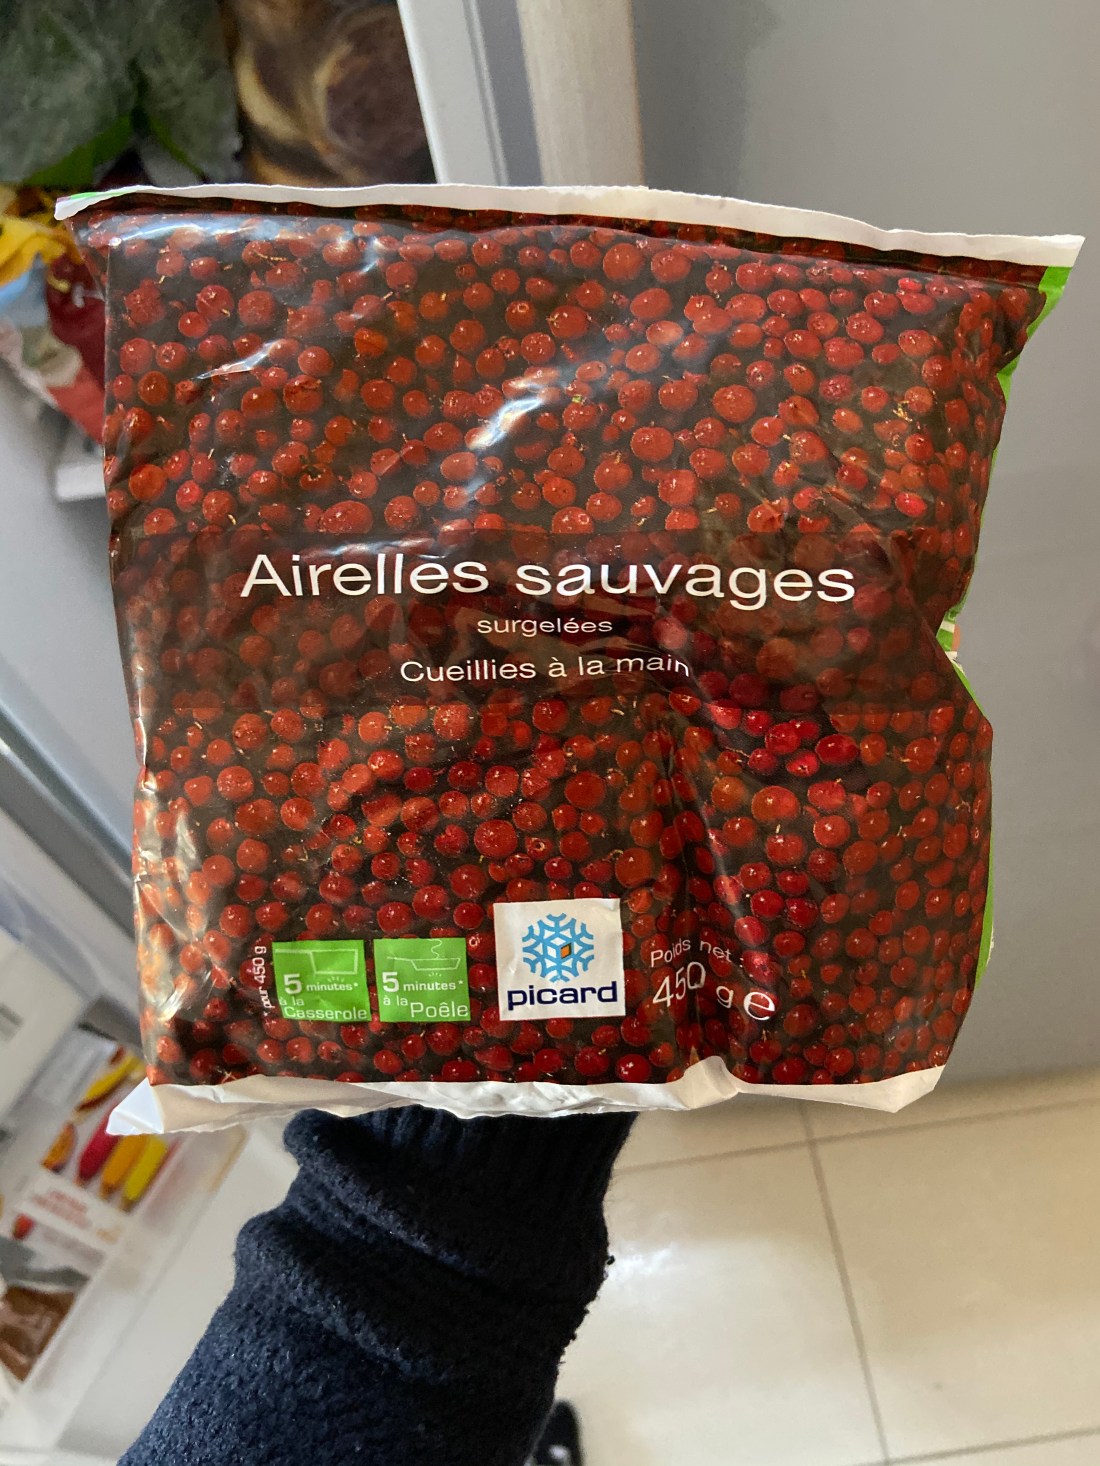 Airelles sauvages
surgelées
Cueillies à la main
* pour 450 g
5 minutes*
à la
Casserole
5 minutes*
à la Poêle
picard
Poids net :
450 g e